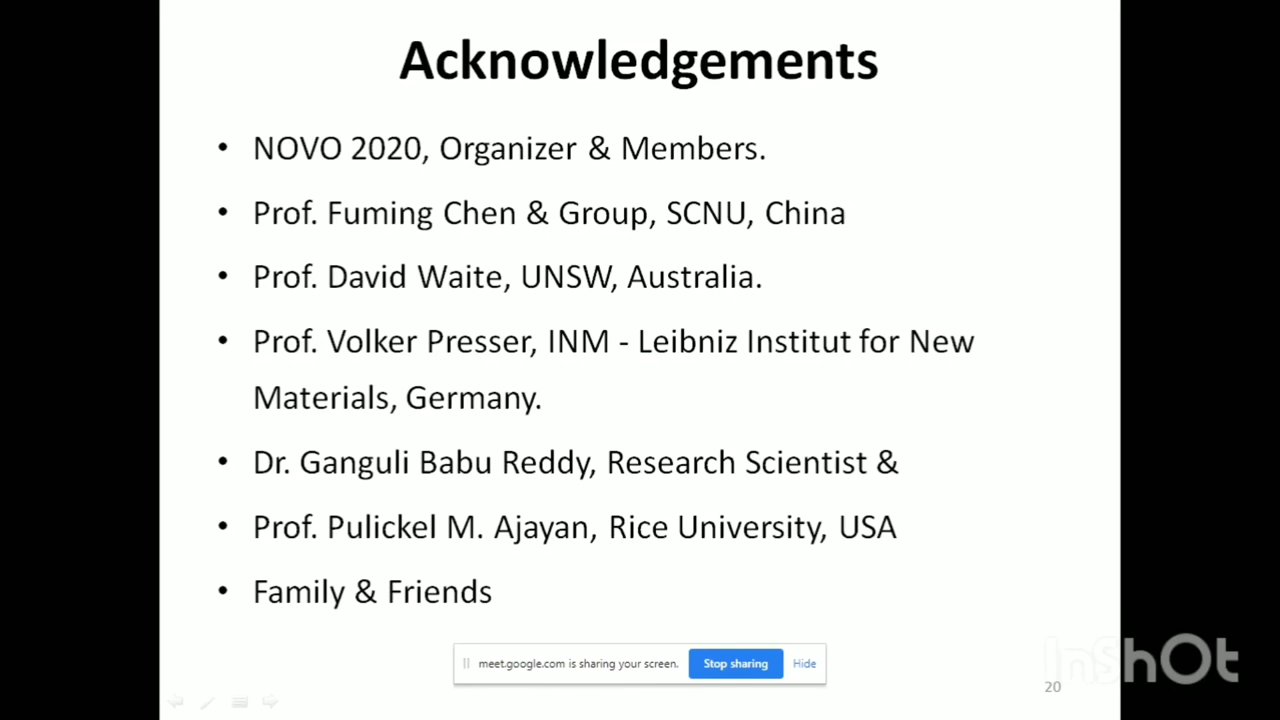 Acknowledgements
• NOVO 2020, Organizer & Members.
• Prof. Fuming Chen & Group, SCNU, China
• Prof. David Waite, UNSW, Australia.
• Prof. Volker Presser, INM - Leibniz Institut for New
Materials, Germany.
• Dr. Ganguli Babu Reddy, Research Scientist &
• Prof. Pulickel M. Ajayan, Rice University, USA
• Family & Friends
meet.google.com is sharing your screen. Stop sharing Hide
InShOt
20